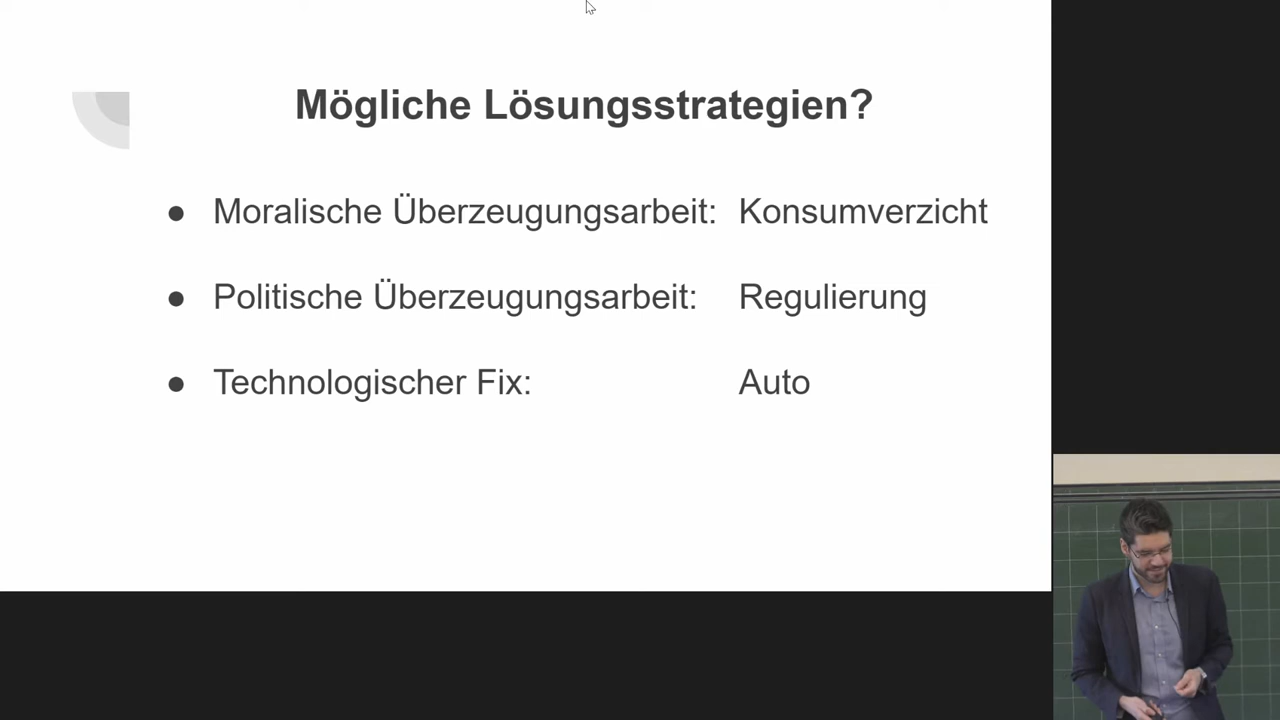 Mögliche Lösungsstrategien?
● Moralische Überzeugungsarbeit: Konsumverzicht
● Politische Überzeugungsarbeit: Regulierung
● Technologischer Fix: Auto